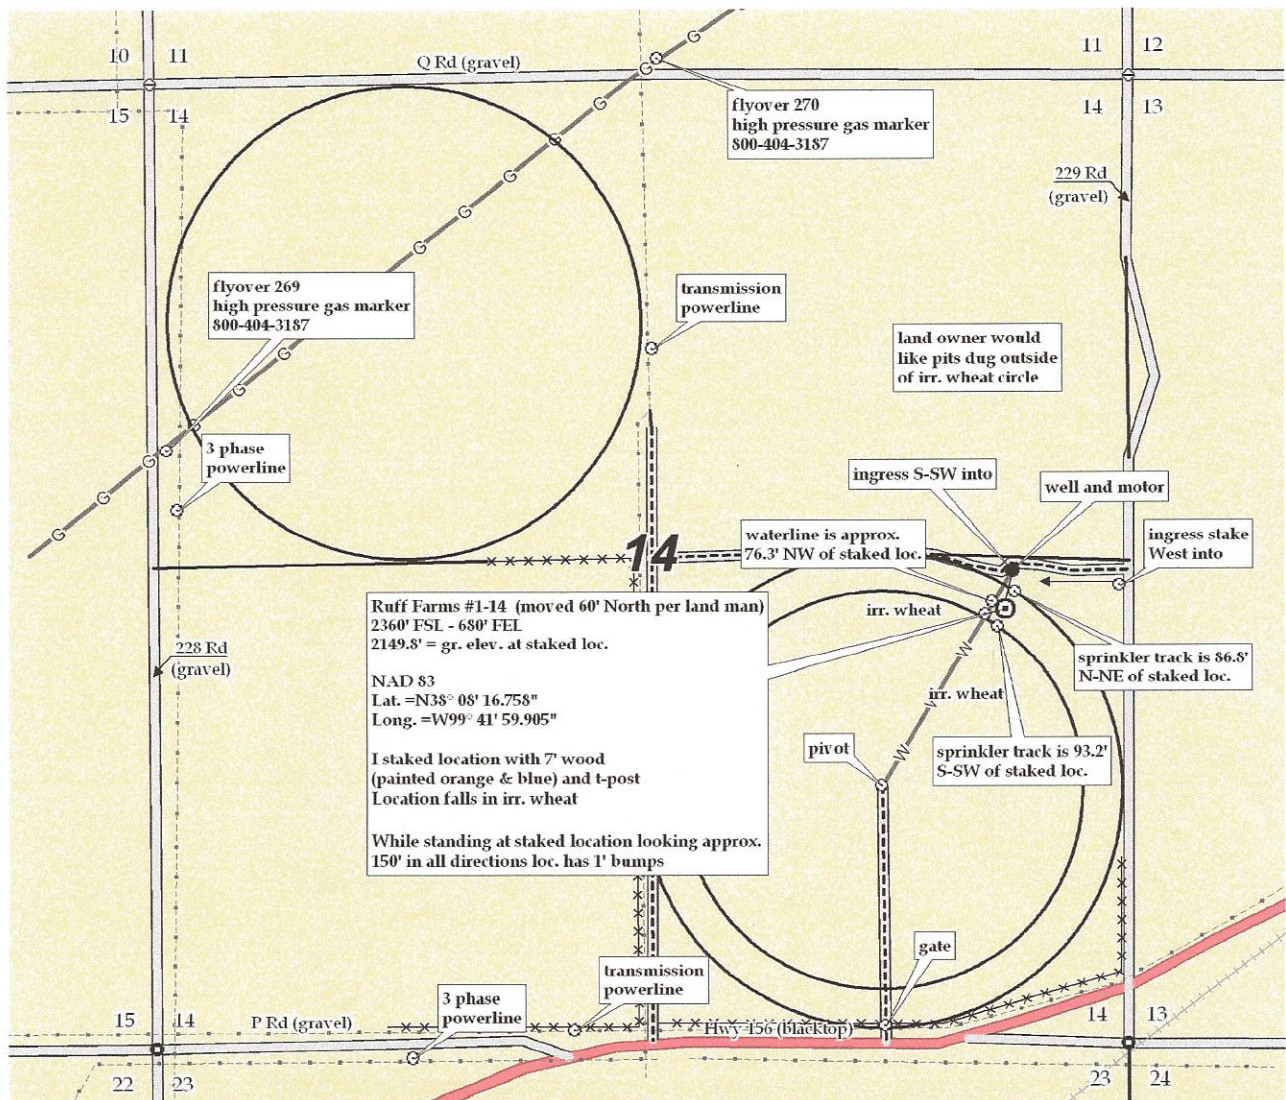 10 11
11 12
Q Rd (gravel)
15 14
14 13
flyover 270
high pressure gas marker
800-404-3187
229 Rd
(gravel)
flyover 269
high pressure gas marker
800-404-3187
transmission
powerline
land owner would
like pits dug outside
of irr. wheat circle
3 phase
powerline
ingress S-SW into
well and motor
waterline is approx.
76.3' NW of staked loc.
ingress stake
West into
14
irr. wheat
Ruff Farms #1-14 (moved 60' North per land man)
2360' FSL - 680' FEL
2149.8' = gr. elev. at staked loc.
NAD 83
Lat. =N38° 08' 16.758"
Long. =W99° 41' 59.905"
I staked location with 7' wood
(painted orange & blue) and t-post
Location falls in irr. wheat
While standing at staked location looking approx.
150' in all directions loc. has 1' bumps
228 Rd
(gravel)
sprinkler track is 86.8'
N-NE of staked loc.
irr. wheat
pivot
sprinkler track is 93.2'
S-SW of staked loc.
gate
transmission
powerline
3 phase
powerline
15 14
P Rd (gravel)
Hwy 156 (blacktop)
14 13
22 23
23 24
G G G G G G G G G G G G G
W W W